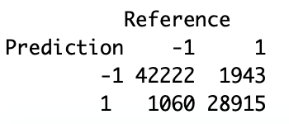 Reference
Prediction -1 1
-1 42222 1943
1 1060 28915